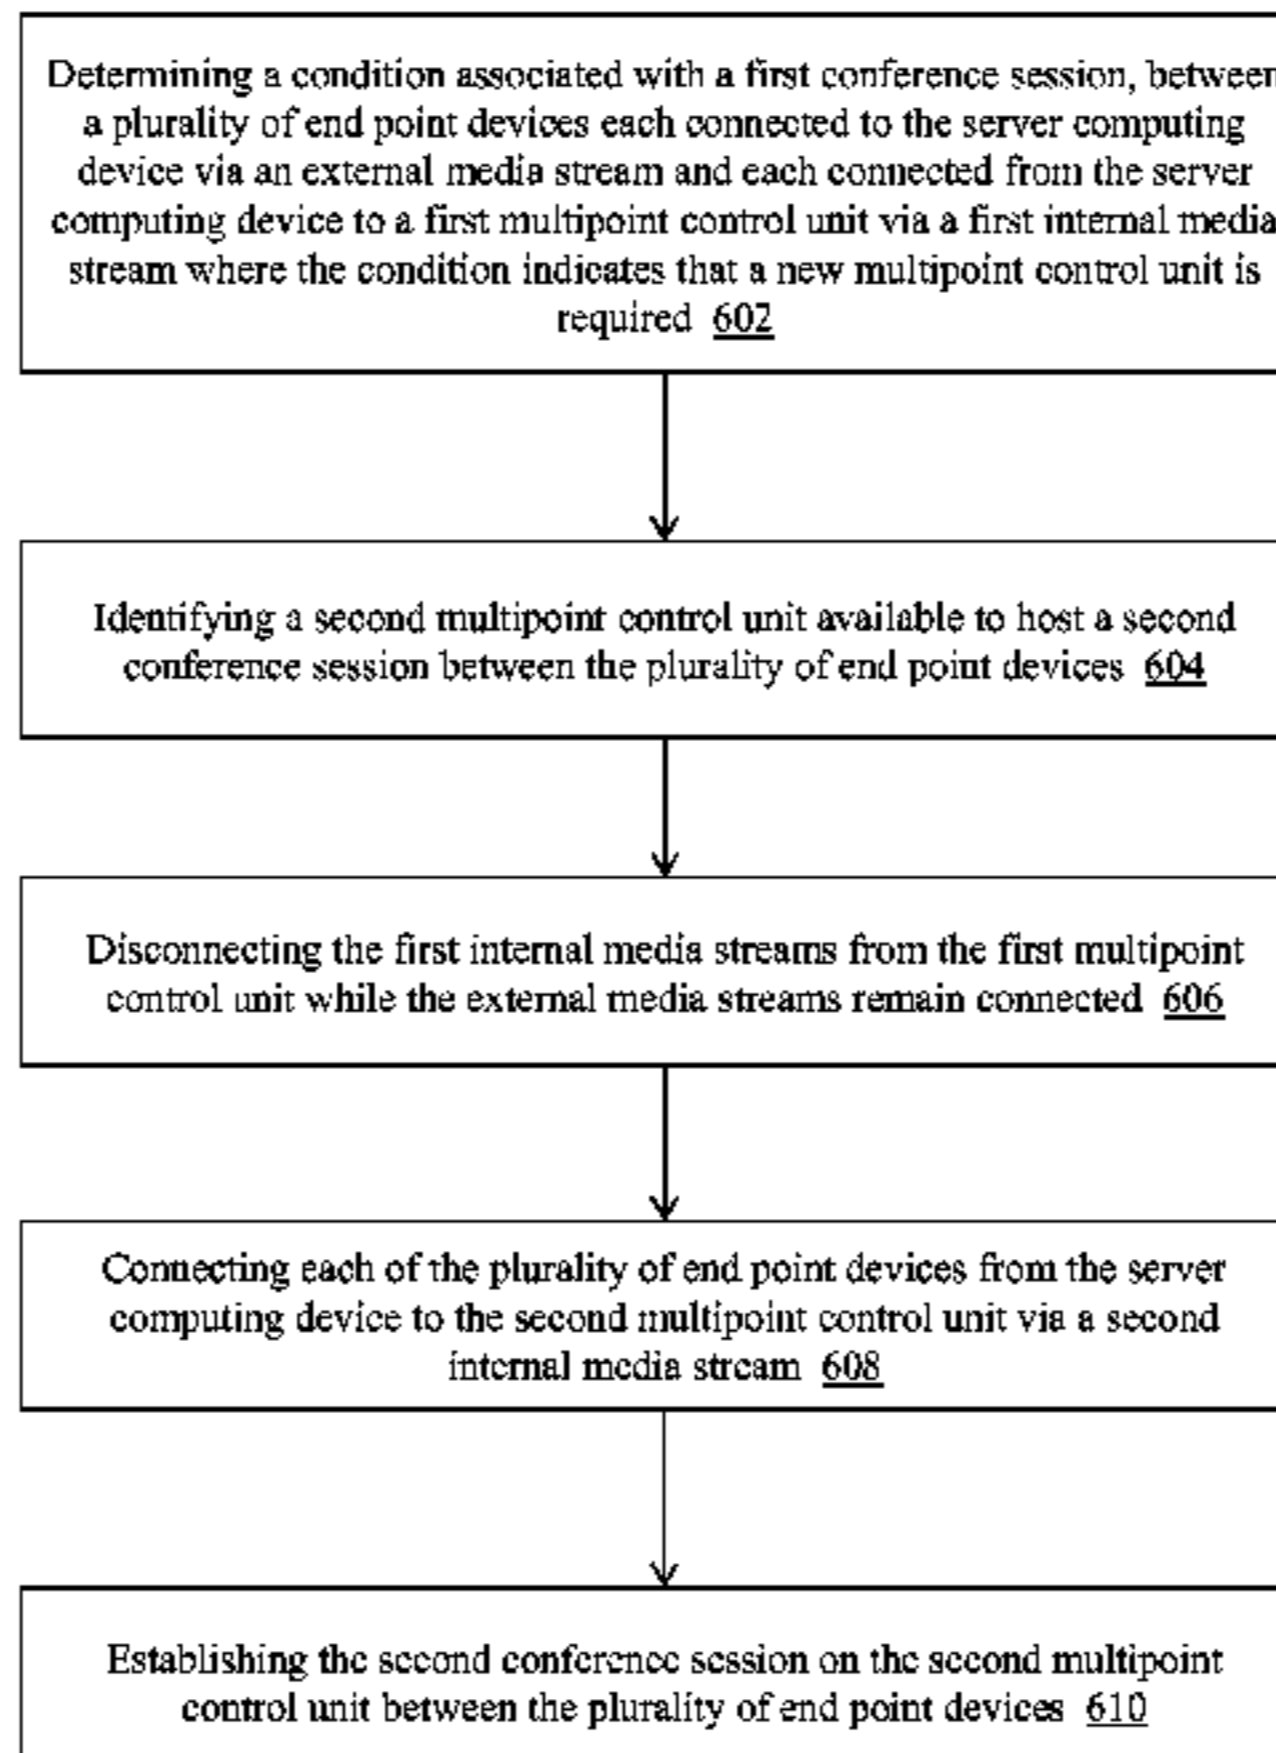 Determining a condition associated with a first conference session, between
a plurality of end point devices each connected to the server computing
device via an external media stream and each connected from the server
computing device to a first multipoint control unit via a first internal media
stream where the condition indicates that a new multipoint control unit is
required 602
Identifying a second multipoint control unit available to host a second
conference session between the plurality of end point devices 604
Disconnecting the first internal media streams from the first multipoint
control unit while the external media streams remain connected 606
Connecting each of the plurality of end point devices from the server
computing device to the second multipoint control unit via a second
internal media stream 608
Establishing the second conference session on the second multipoint
control unit between the plurality of end point devices 610